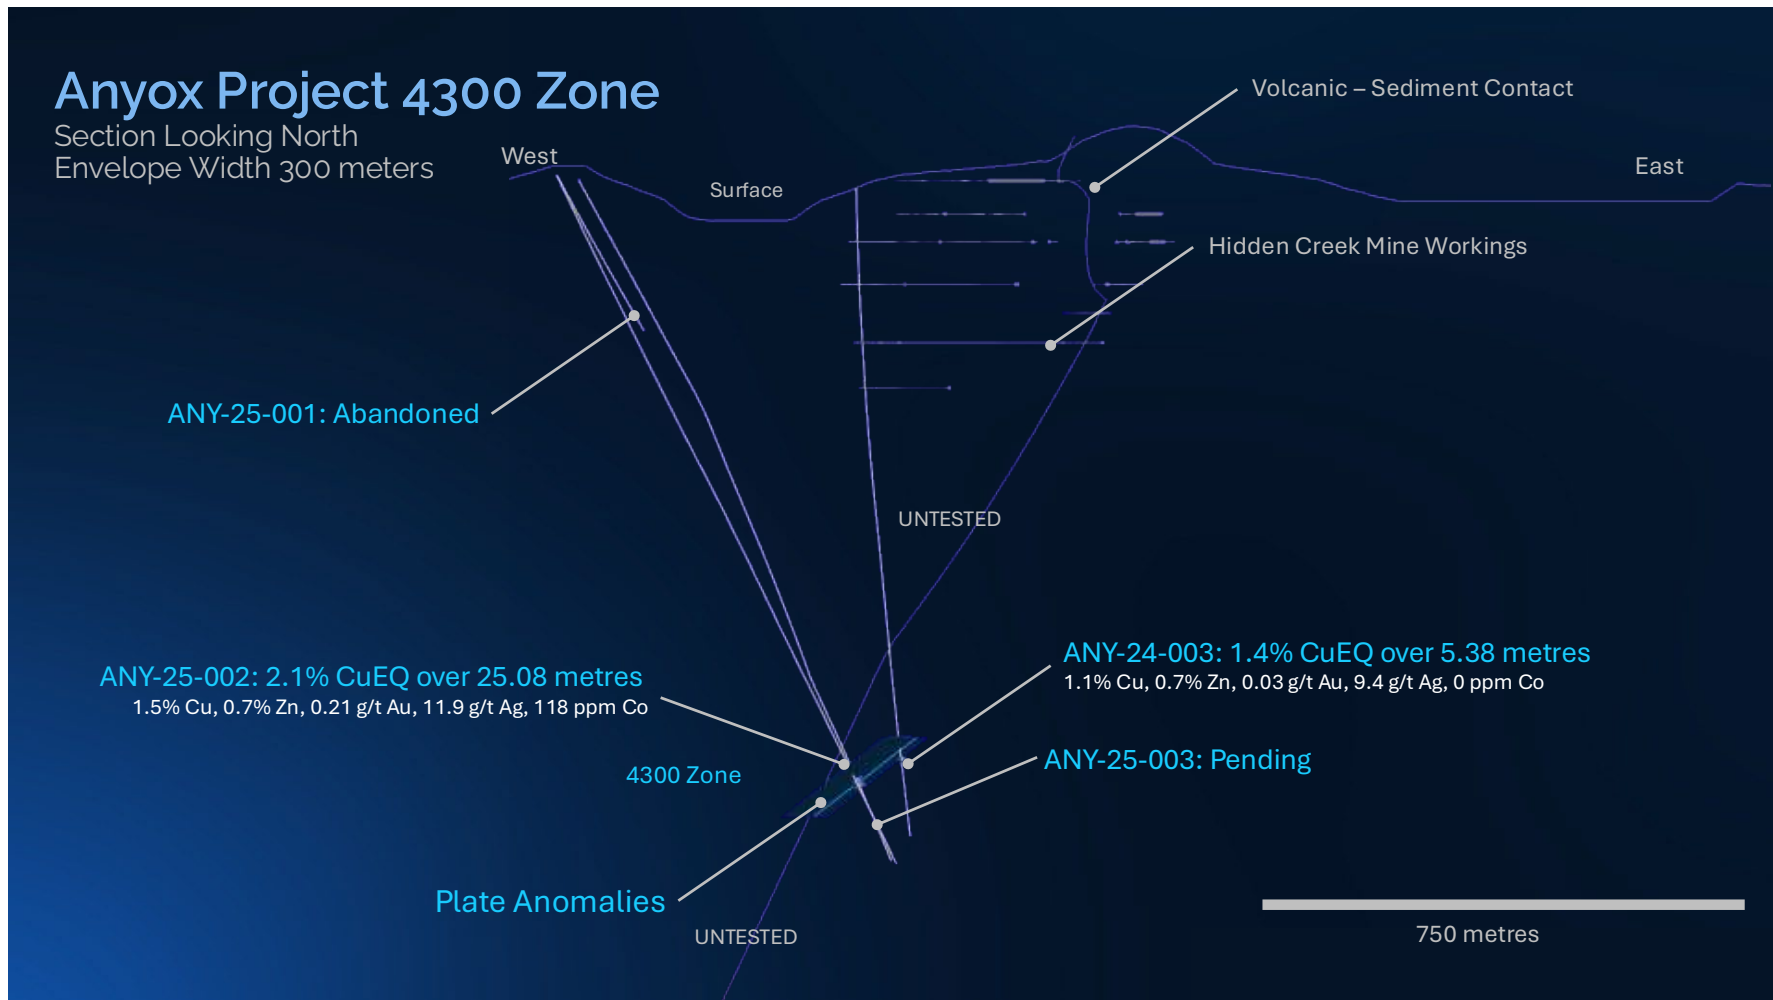 Anyox Project 4300 Zone
Section Looking North
Envelope Width 300 meters
West
Surface
Volcanic – Sediment Contact
East
Hidden Creek Mine Workings
ANY-25-001: Abandoned
UNTESTED
ANY-25-002: 2.1% CuEQ over 25.08 metres
1.5% Cu, 0.7% Zn, 0.21 g/t Au, 11.9 g/t Ag, 118 ppm Co
ANY-24-003: 1.4% CuEQ over 5.38 metres
1.1% Cu, 0.7% Zn, 0.03 g/t Au, 9.4 g/t Ag, 0 ppm Co
4300 Zone
ANY-25-003: Pending
Plate Anomalies
UNTESTED
750 metres